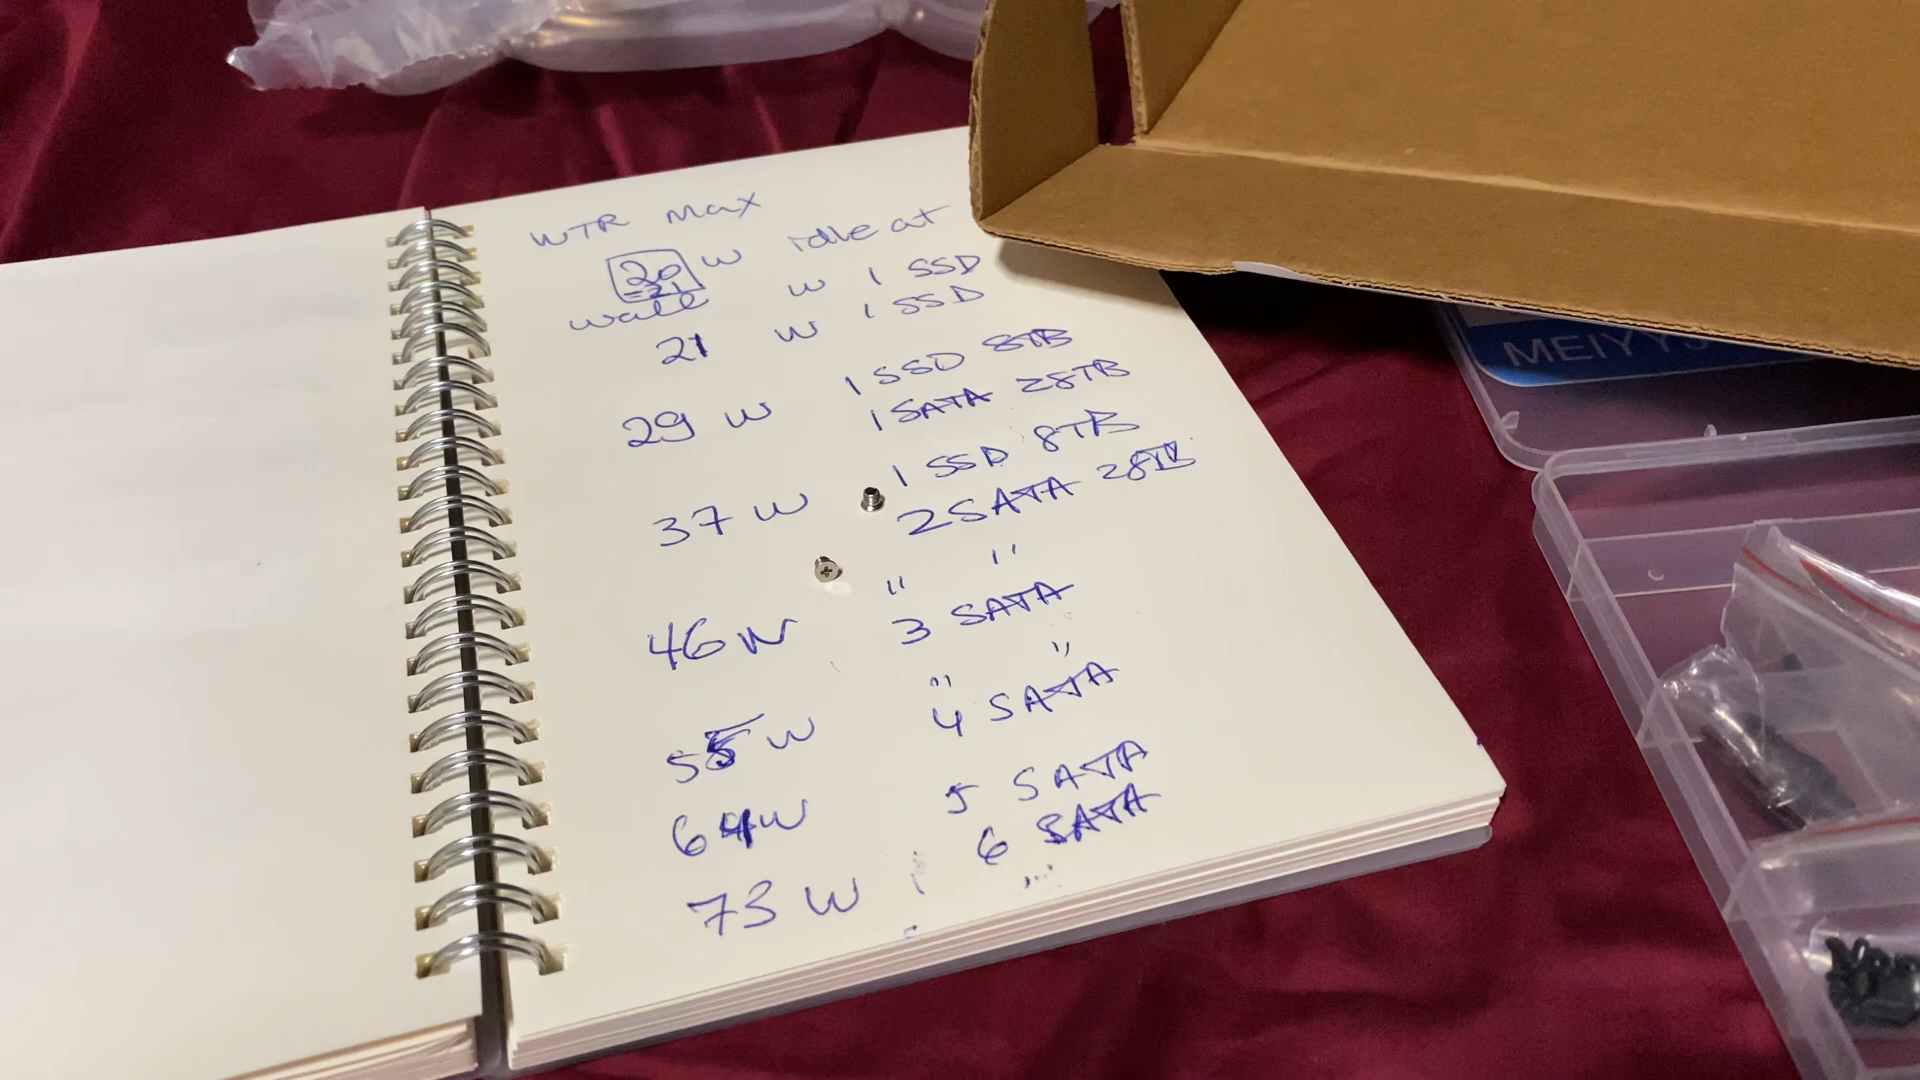 WTR Max
20 W idle at
=21
wall w 1 SSD
21 W 1 SSD
1 SSD 8TB
29 W 1 SATA 28TB
1 SSD 8TB
37 W 2 SATA 28TB
" "
46 W 3 SATA
" "
55 W 4 SATA
64 W 5 SATA
73 W 6 SATA
MEIYY